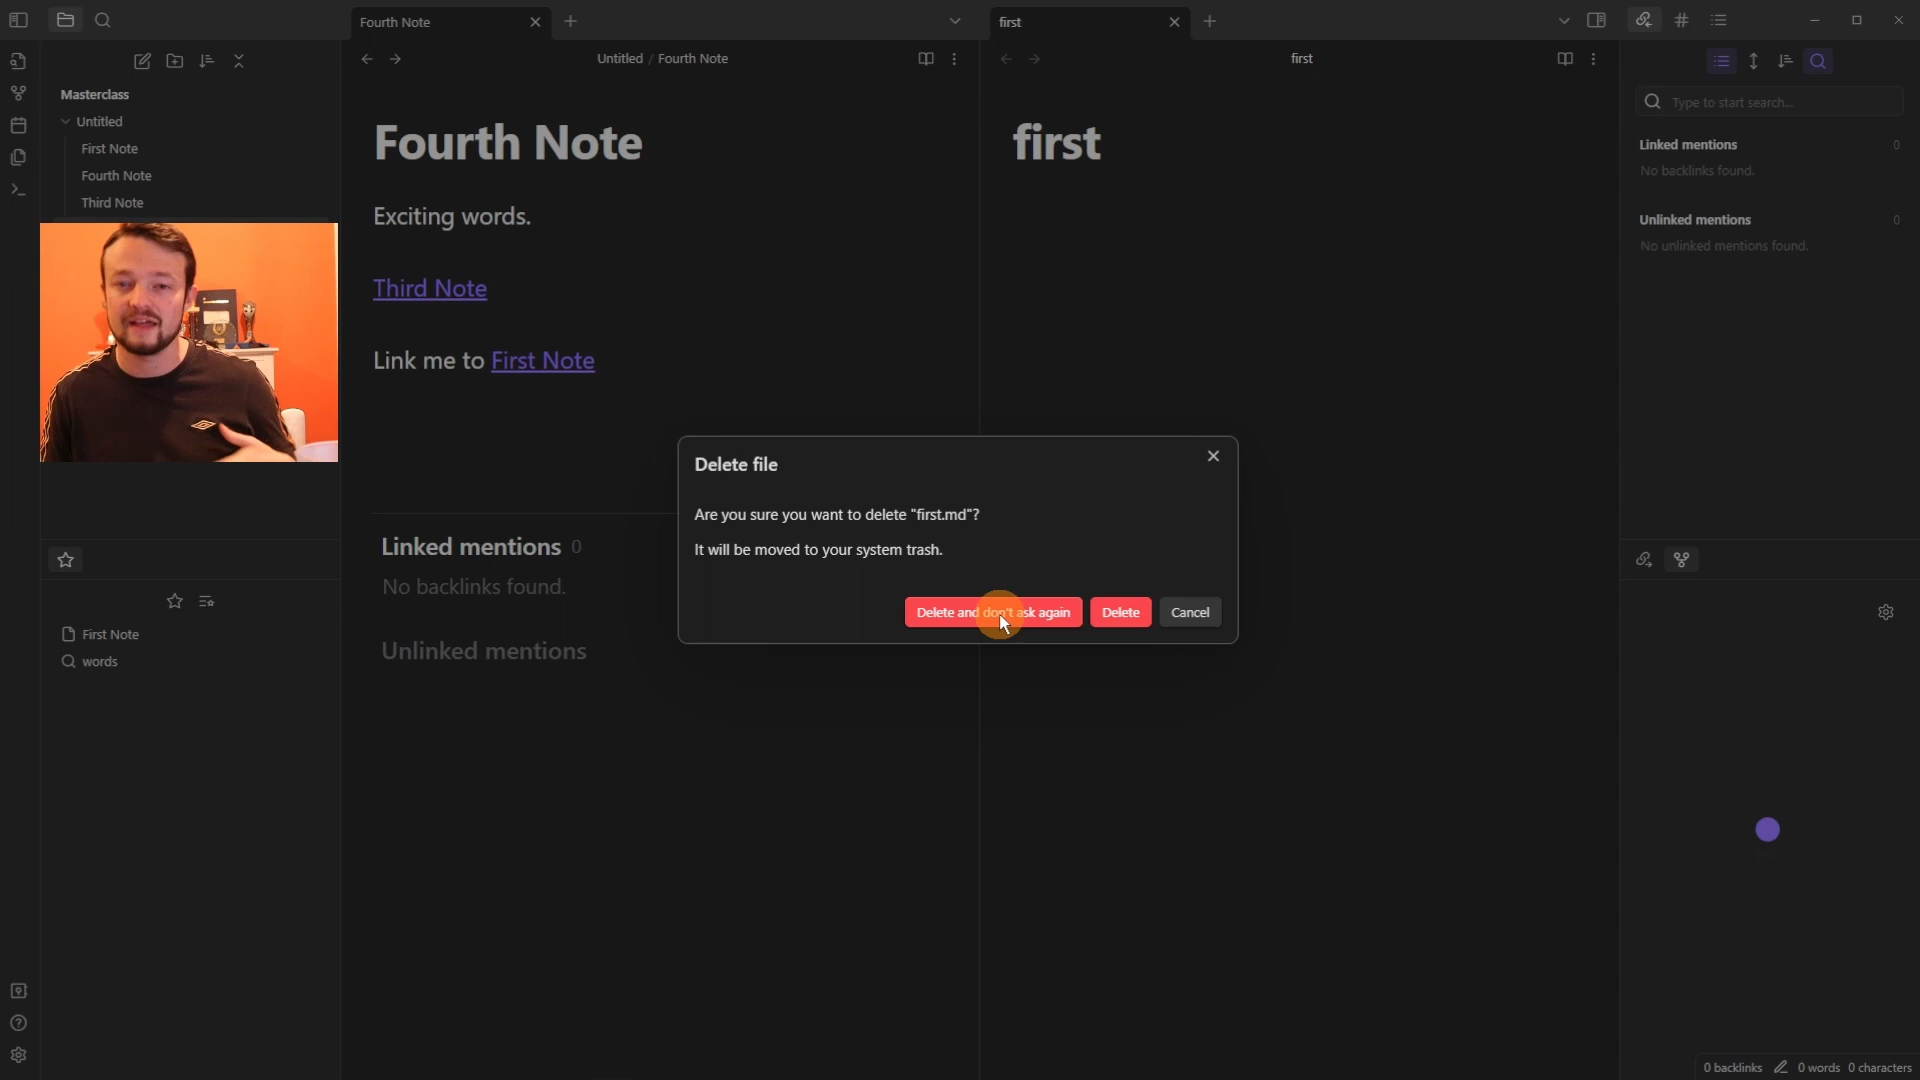 Fourth Note
first
Untitled / Fourth Note
first
Masterclass
Untitled
First Note
Fourth Note
Third Note
First Note
words
Fourth Note
Exciting words.
Third Note
Link me to First Note
Linked mentions 0
No backlinks found.
Unlinked mentions
first
Delete file
Are you sure you want to delete "first.md"?
It will be moved to your system trash.
Delete and don't ask again
Delete
Cancel
Type to start search...
Linked mentions 0
No backlinks found.
Unlinked mentions 0
No unlinked mentions found.
0 backlinks 0 words 0 characters